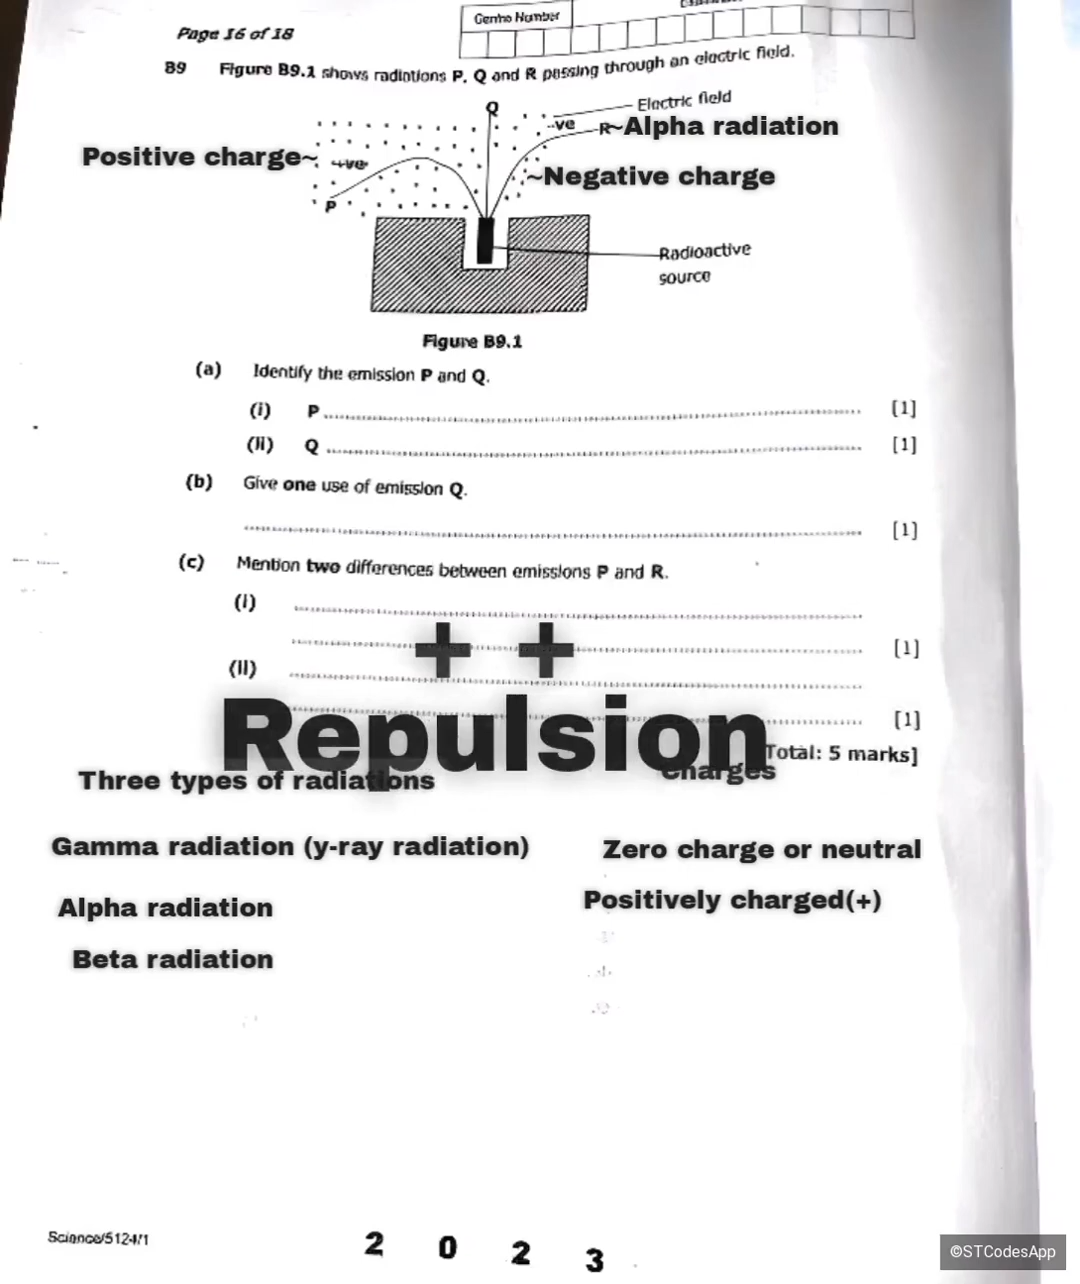 Page 16 of 18
Centre Number
B9 Figure B9.1 shows radiations P, Q and R passing through an electric field.
Q
Electric field
-ve R~Alpha radiation
Positive charge~ +ve
~Negative charge
P
Radioactive
source
Figure B9.1
(a) Identify the emission P and Q.
(i) P [1]
(ii) Q [1]
(b) Give one use of emission Q.
[1]
(c) Mention two differences between emissions P and R.
(i)
+ + [1]
(ii)
Repulsion [1]
Total: 5 marks]
Three types of radiations Charges
Gamma radiation (y-ray radiation) Zero charge or neutral
Alpha radiation Positively charged(+)
Beta radiation
Science/5124/1 2 0 2 3
©STCodesApp